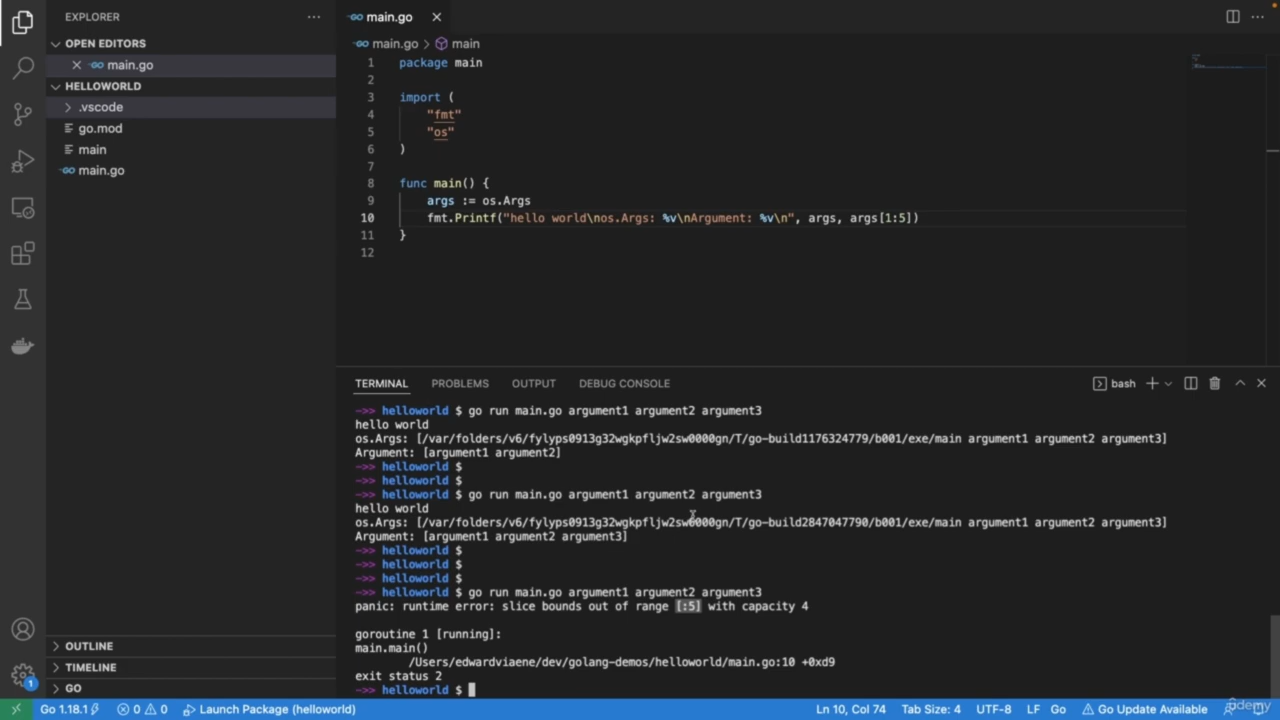 EXPLORER
OPEN EDITORS
main.go
HELLOWORLD
.vscode
go.mod
main
main.go
OUTLINE
TIMELINE
GO
main.go
main.go > main
1 package main
2
3 import (
4 "fmt"
5 "os"
6 )
7
8 func main() {
9 args := os.Args
10 fmt.Printf("hello world\nos.Args: %v\nArgument: %v\n", args, args[1:5])
11 }
12
TERMINAL PROBLEMS OUTPUT DEBUG CONSOLE bash
->> helloworld $ go run main.go argument1 argument2 argument3
hello world
os.Args: [/var/folders/v6/fylyps0913g32wgkpfljw2sw0000gn/T/go-build1176324779/b001/exe/main argument1 argument2 argument3]
Argument: [argument1 argument2]
->> helloworld $
->> helloworld $
->> helloworld $ go run main.go argument1 argument2 argument3
hello world
os.Args: [/var/folders/v6/fylyps0913g32wgkpfljw2sw0000gn/T/go-build2847047790/b001/exe/main argument1 argument2 argument3]
Argument: [argument1 argument2 argument3]
->> helloworld $
->> helloworld $
->> helloworld $
->> helloworld $ go run main.go argument1 argument2 argument3
panic: runtime error: slice bounds out of range [:5] with capacity 4
goroutine 1 [running]:
main.main()
/Users/edwardviaene/dev/golang-demos/helloworld/main.go:10 +0xd9
exit status 2
->> helloworld $
1
Go 1.18.1 0 0 Launch Package (helloworld) Ln 10, Col 74 Tab Size: 4 UTF-8 LF Go Go Update Available
udemy